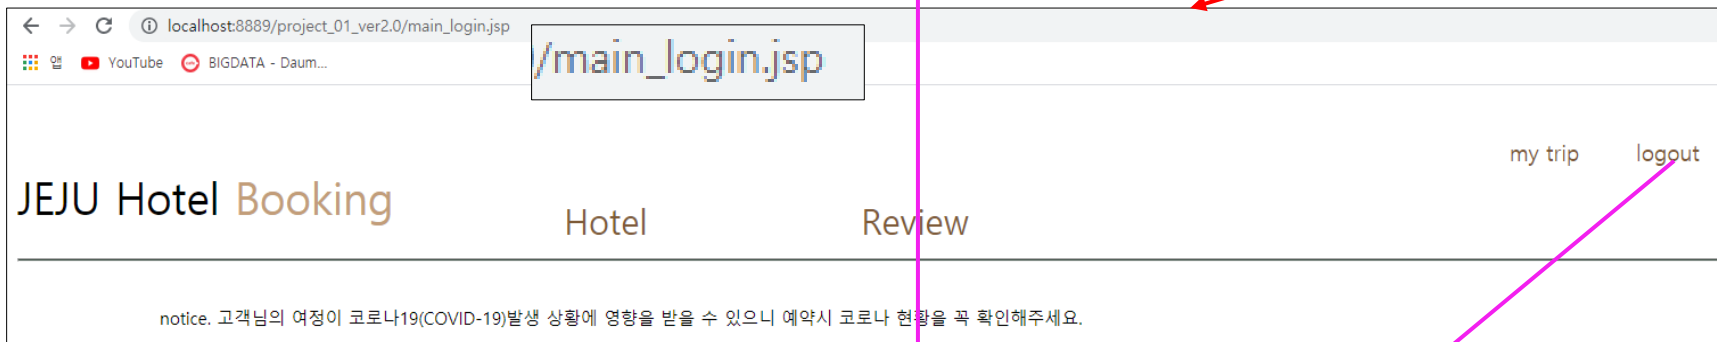 localhost:8889/project_01_ver2.0/main_login.jsp
앱 YouTube BIGDATA - Daum...
/main_login.jsp
my trip logout
JEJU Hotel Booking
Hotel Review
notice. 고객님의 여정이 코로나19(COVID-19)발생 상황에 영향을 받을 수 있으니 예약시 코로나 현황을 꼭 확인해주세요.